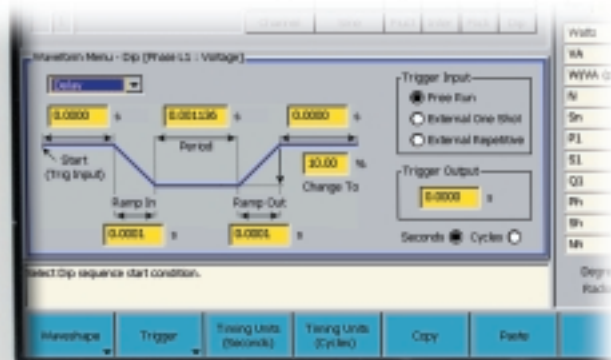 Waveform Menu - Dip (Phase L1 : Voltage)
Delay
0.0000 s
0.001136 s
0.0000 s
Start
(Trig Input)
Period
10.00 %
Change To
Ramp In
Ramp Out
0.0001 s
0.0001 s
Trigger Input
Free Run
External One Shot
External Repetitive
Trigger Output
0.0000 s
Seconds
Cycles
Select Dip sequence start condition.
Waveshape
Trigger
Timing Units
(Seconds)
Timing Units
(Cycles)
Copy
Paste
Watts
VA
N
Sn
P1
S1
Q1
Ph
Sh